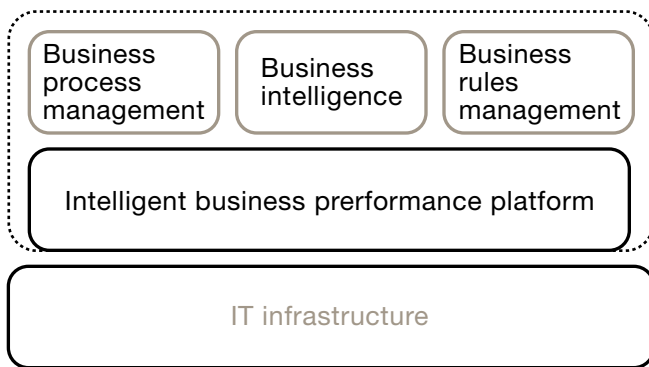 Business
process
management
Business
intelligence
Business
rules
management
Intelligent business prerformance platform
IT infrastructure